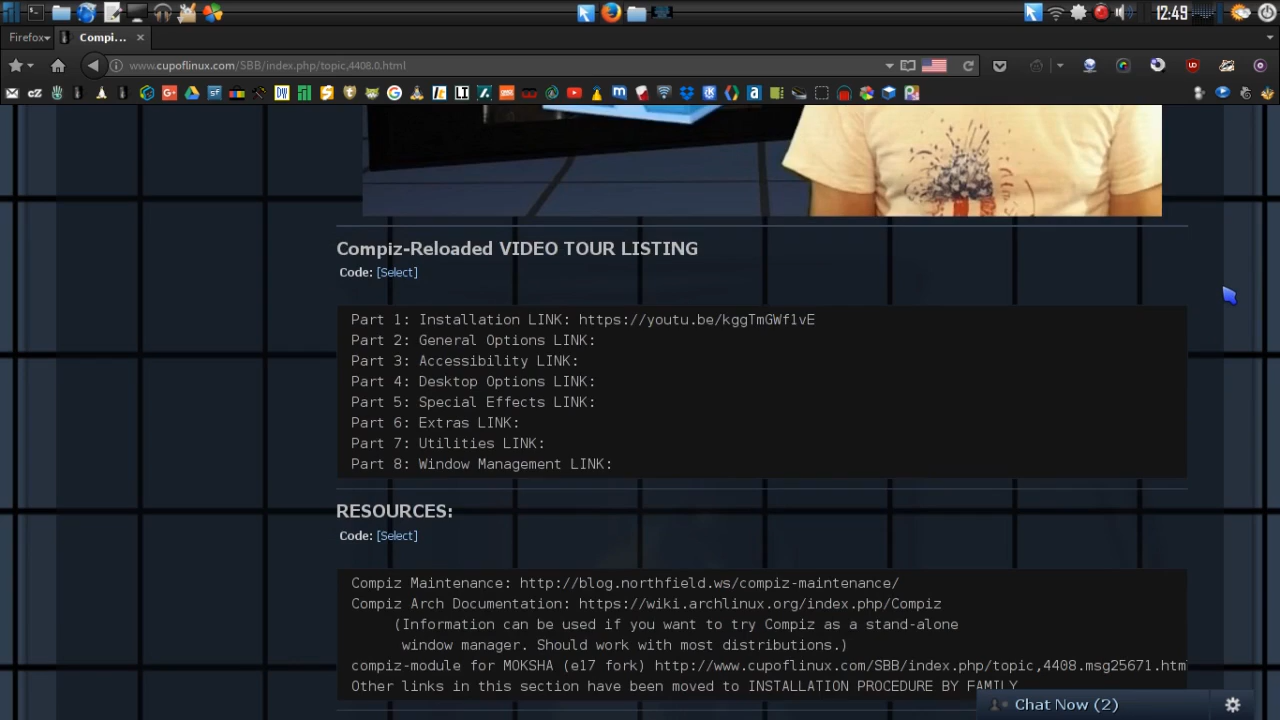 12:49
Firefox
Compiz...
www.cupoflinux.com/SBB/index.php/topic,4408.0.html
Compiz-Reloaded VIDEO TOUR LISTING
Code: [Select]
Part 1: Installation LINK: https://youtu.be/kggTmGWf1vE
Part 2: General Options LINK:
Part 3: Accessibility LINK:
Part 4: Desktop Options LINK:
Part 5: Special Effects LINK:
Part 6: Extras LINK:
Part 7: Utilities LINK:
Part 8: Window Management LINK:
RESOURCES:
Code: [Select]
Compiz Maintenance: http://blog.northfield.ws/compiz-maintenance/
Compiz Arch Documentation: https://wiki.archlinux.org/index.php/Compiz
(Information can be used if you want to try Compiz as a stand-alone
window manager. Should work with most distributions.)
compiz-module for MOKSHA (e17 fork) http://www.cupoflinux.com/SBB/index.php/topic,4408.msg25671.htm
Other links in this section have been moved to INSTALLATION PROCEDURE BY FAMILY
Chat Now (2)